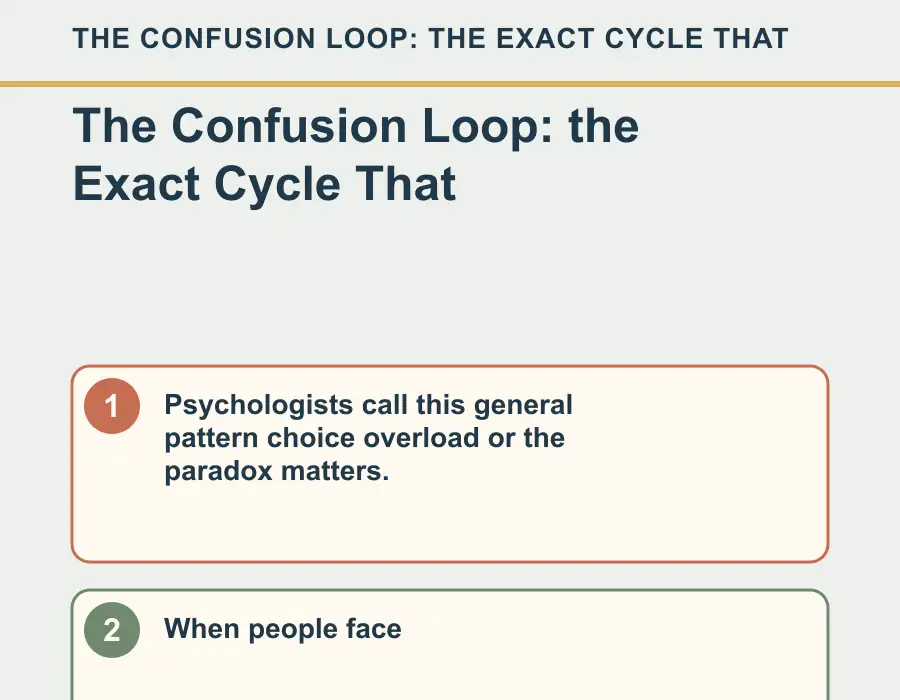 THE CONFUSION LOOP: THE EXACT CYCLE THAT
The Confusion Loop: the
Exact Cycle That
1
Psychologists call this general
pattern choice overload or the
paradox matters.
2
When people face